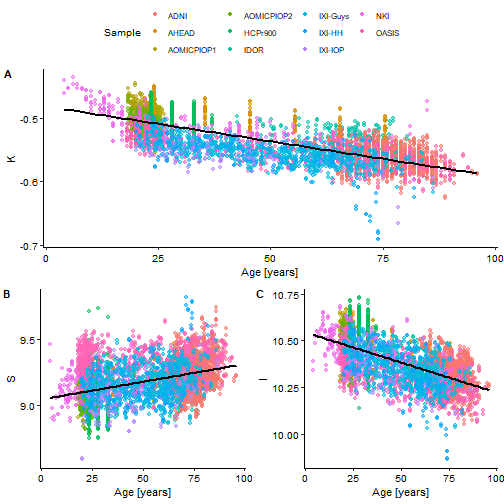 Sample
ADNI
AHEAD
AOMICPIOP1
AOMICPIOP2
HCPr900
IDOR
IXI-Guys
IXI-HH
IXI-IOP
NKI
OASIS
A
K
-0.5
-0.6
-0.7
0
25
50
75
100
Age [years]
B
S
9.5
9.0
0
25
50
75
100
Age [years]
C
I
10.75
10.50
10.25
10.00
0
25
50
75
100
Age [years]